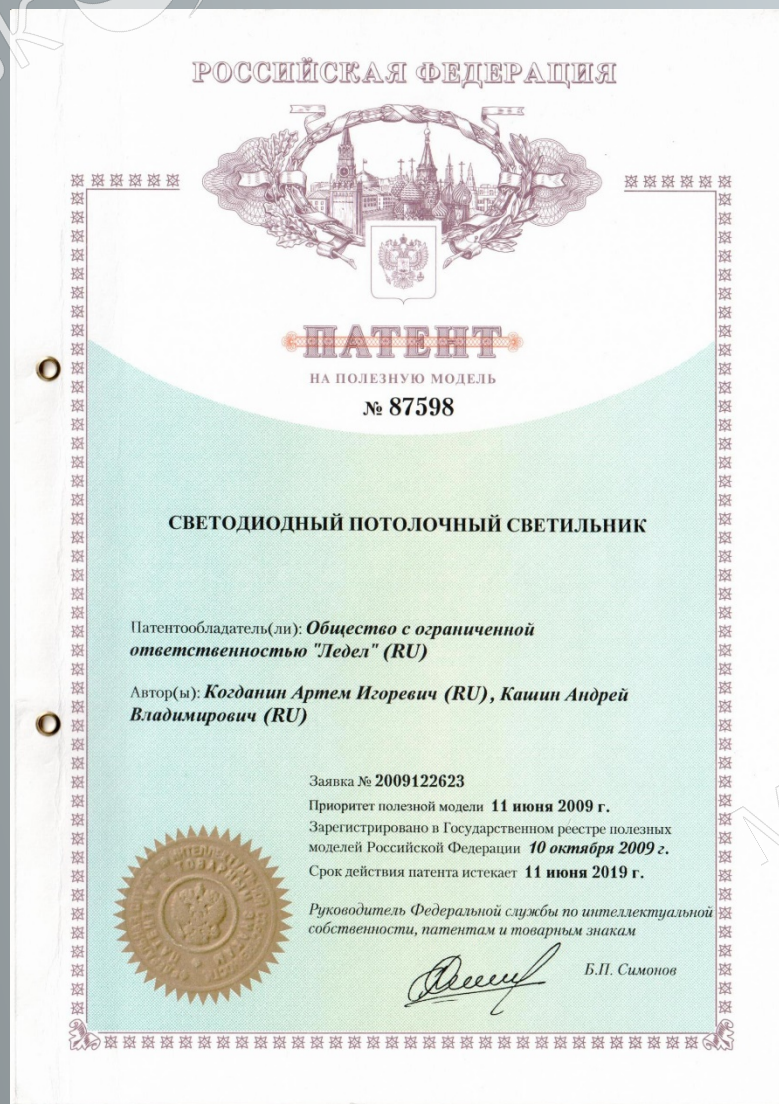 РОССИЙСКАЯ ФЕДЕРАЦИЯ
ПАТЕНТ
НА ПОЛЕЗНУЮ МОДЕЛЬ
№ 87598
СВЕТОДИОДНЫЙ ПОТОЛОЧНЫЙ СВЕТИЛЬНИК
Патентообладатель(ли): Общество с ограниченной
ответственностью "Ледел" (RU)
Автор(ы): Когданин Артем Игоревич (RU), Кашин Андрей
Владимирович (RU)
Заявка № 2009122623
Приоритет полезной модели 11 июня 2009 г.
Зарегистрировано в Государственном реестре полезных
моделей Российской Федерации 10 октября 2009 г.
Срок действия патента истекает 11 июня 2019 г.
Руководитель Федеральной службы по интеллектуальной
собственности, патентам и товарным знакам
Б.П. Симонов